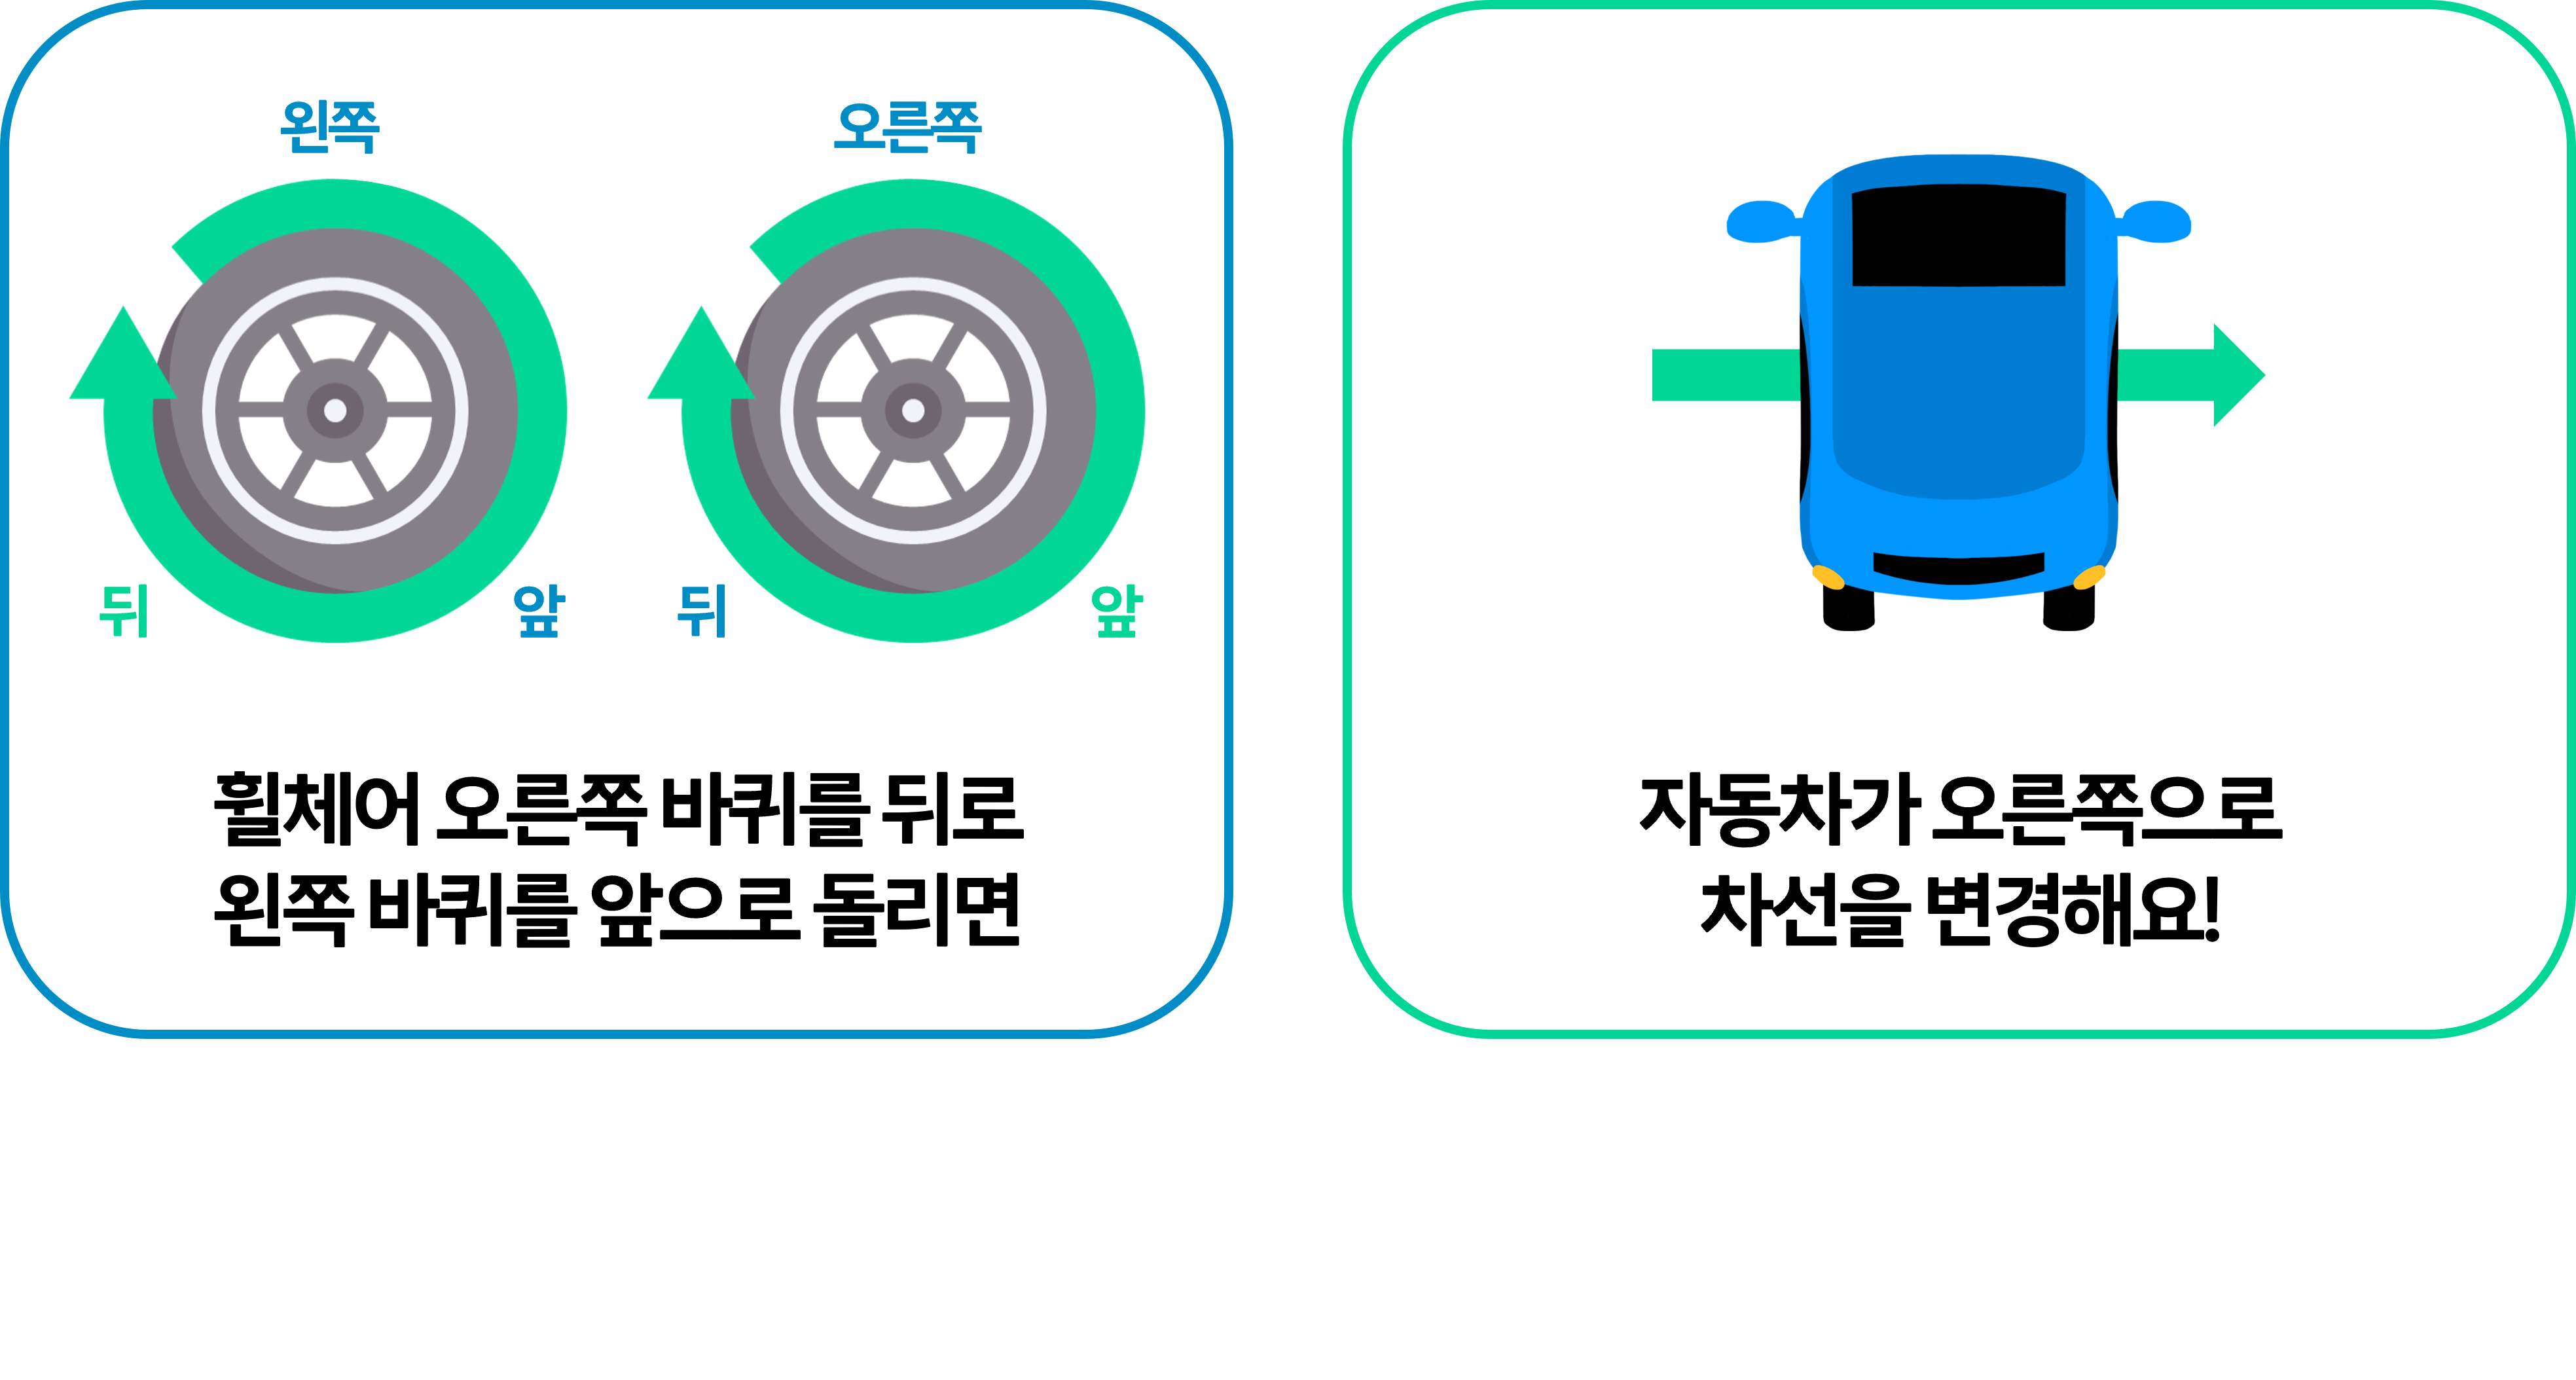 왼쪽
오른쪽
뒤
앞
뒤
앞
휠체어 오른쪽 바퀴를 뒤로
왼쪽 바퀴를 앞으로 돌리면
자동차가 오른쪽으로
차선을 변경해요!